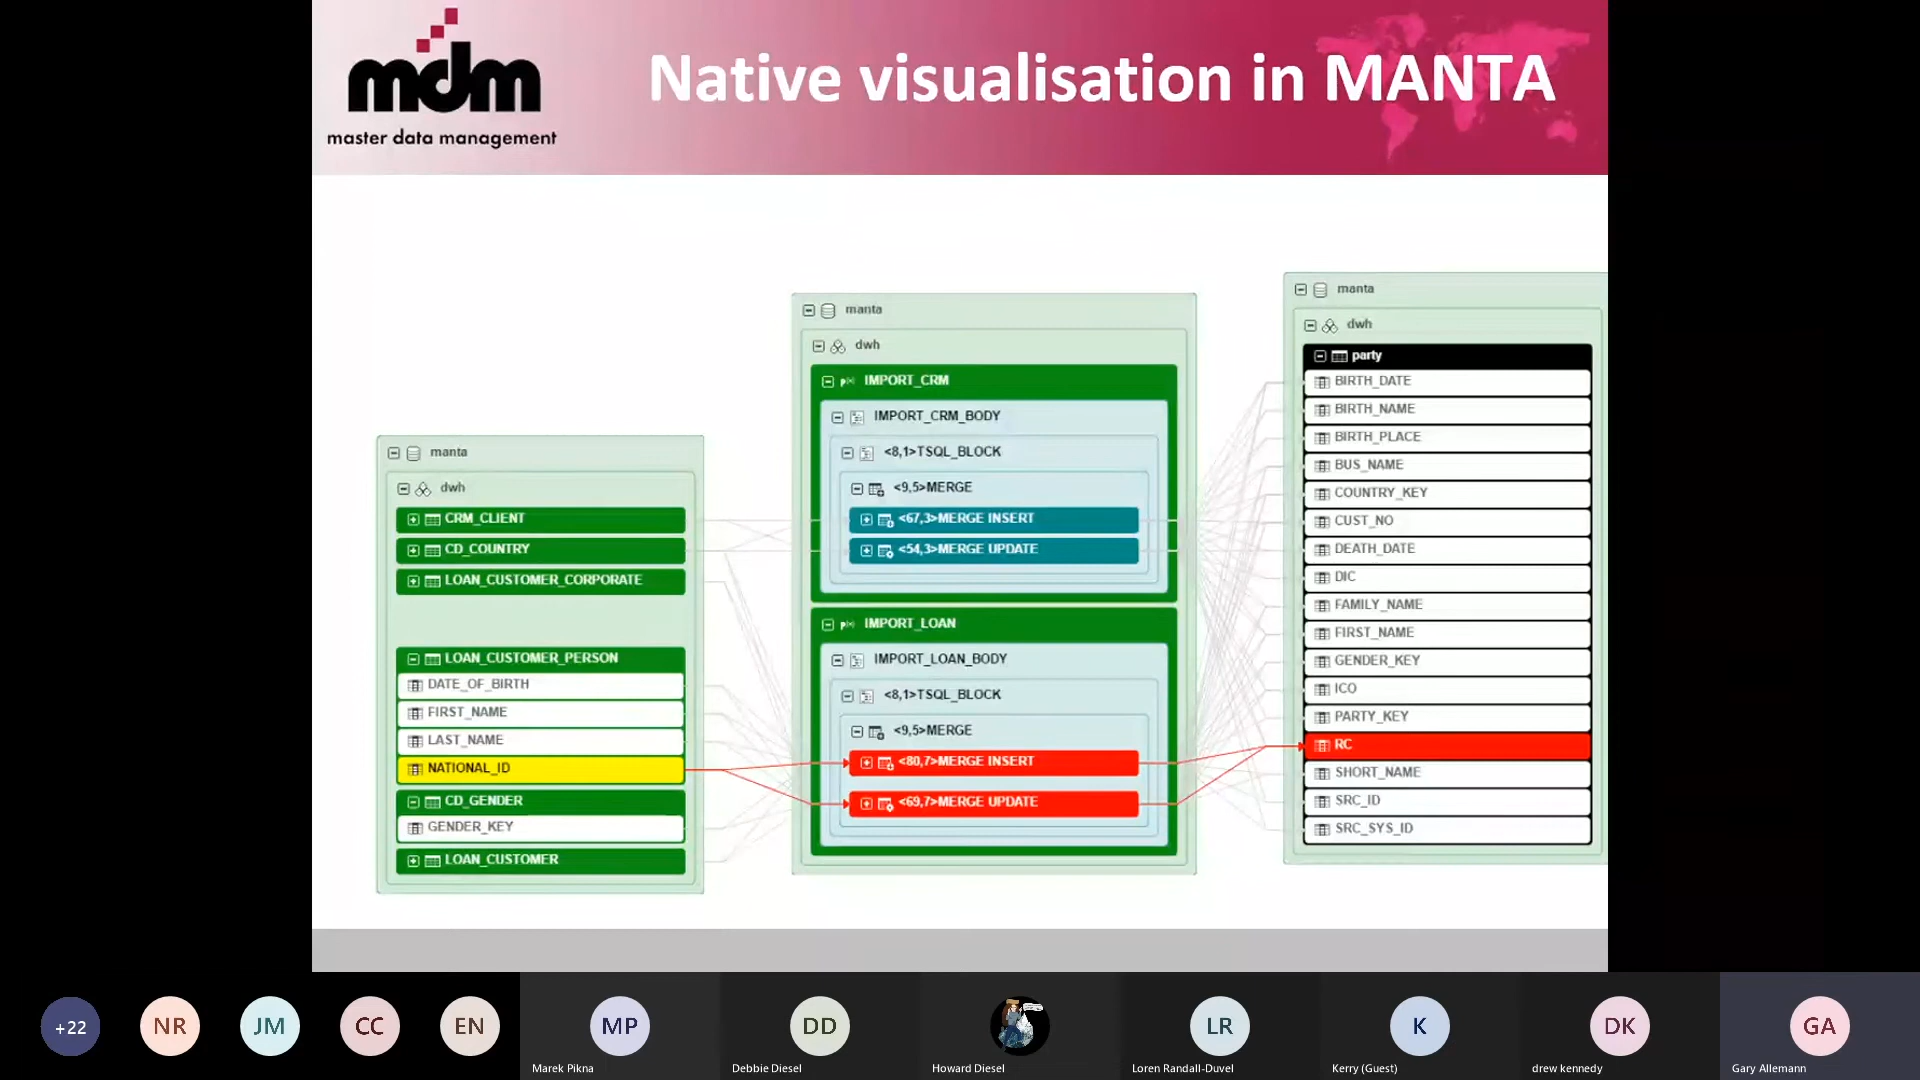 mdm
master data management
Native visualisation in MANTA
manta
dwh
CRM_CLIENT
CD_COUNTRY
LOAN_CUSTOMER_CORPORATE
LOAN_CUSTOMER_PERSON
DATE_OF_BIRTH
FIRST_NAME
LAST_NAME
NATIONAL_ID
CD_GENDER
GENDER_KEY
LOAN_CUSTOMER
manta
dwh
IMPORT_CRM
IMPORT_CRM_BODY
<8,1>TSQL_BLOCK
<9,5>MERGE
<67,3>MERGE INSERT
<54,3>MERGE UPDATE
IMPORT_LOAN
IMPORT_LOAN_BODY
<8,1>TSQL_BLOCK
<9,5>MERGE
<80,7>MERGE INSERT
<69,7>MERGE UPDATE
manta
dwh
party
BIRTH_DATE
BIRTH_NAME
BIRTH_PLACE
BUS_NAME
COUNTRY_KEY
CUST_NO
DEATH_DATE
DIC
FAMILY_NAME
FIRST_NAME
GENDER_KEY
ICO
PARTY_KEY
RC
SHORT_NAME
SRC_ID
SRC_SYS_ID
+22
NR
JM
CC
EN
MP
Marek Pikna
DD
Debbie Diesel
Howard Diesel
LR
Loren Randall-Duvel
K
Kerry (Guest)
DK
drew kennedy
GA
Gary Allemann